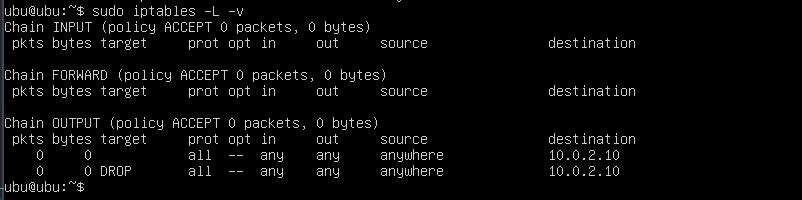 ubu@ubu:~$ sudo iptables -L -v
Chain INPUT (policy ACCEPT 0 packets, 0 bytes)
 pkts bytes target     prot opt in     out     source               destination

Chain FORWARD (policy ACCEPT 0 packets, 0 bytes)
 pkts bytes target     prot opt in     out     source               destination

Chain OUTPUT (policy ACCEPT 0 packets, 0 bytes)
 pkts bytes target     prot opt in     out     source               destination
    0     0            all  --  any    any     anywhere             10.0.2.10
    0     0 DROP       all  --  any    any     anywhere             10.0.2.10
ubu@ubu:~$